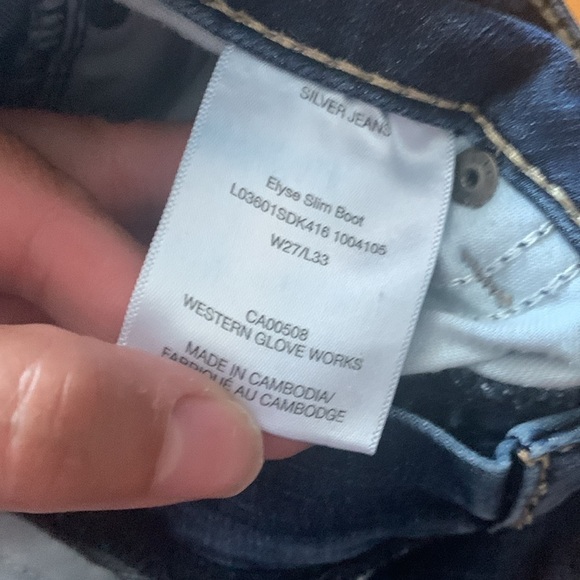 SILVER JEANS
Elyse Slim Boot
L03601SDK416 1004105
W27/L33
CA00508
WESTERN GLOVE WORKS
MADE IN CAMBODIA/
FABRIQUÉ AU CAMBODGE